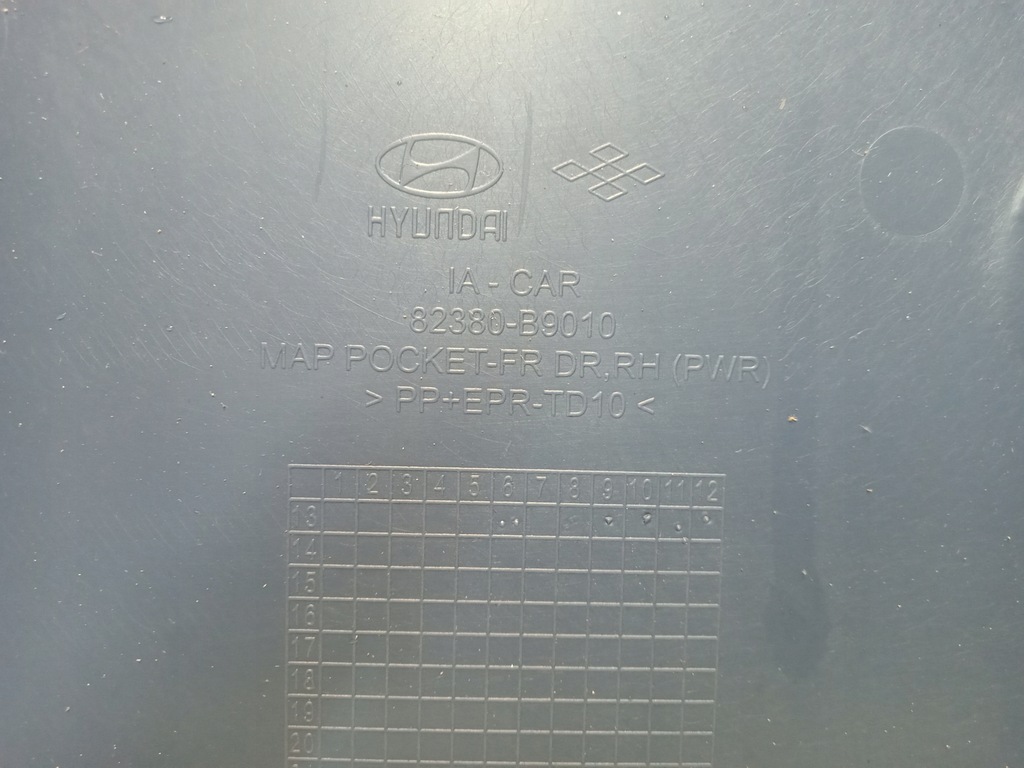 HYUNDAI
IA - CAR
82380-B9010
MAP POCKET-FR DR,RH (PWR)
> PP+EPR-TD10 <
1 2 3 4 5 6 7 8 9 10 11 12
13
14
15
16
17
18
19
20